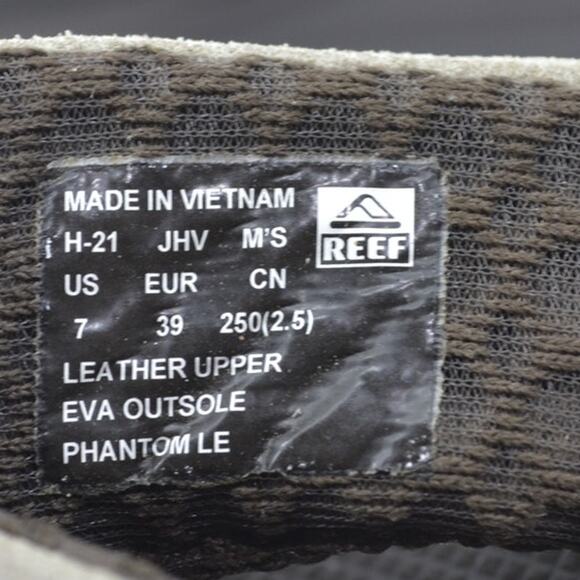 MADE IN VIETNAM
H-21 JHV M'S
REEF
US EUR CN
7 39 250(2.5)
LEATHER UPPER
EVA OUTSOLE
PHANTOM LE